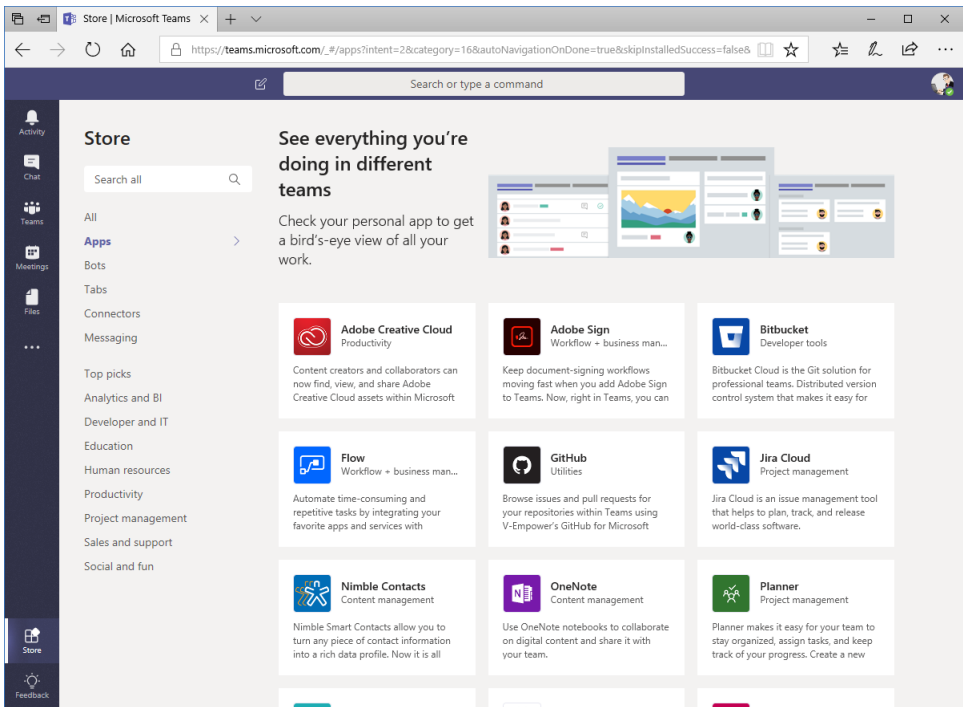 Store | Microsoft Teams
https://teams.microsoft.com/_#/apps?intent=2&category=16&autoNavigationOnDone=true&skipInstalledSuccess=false&
Search or type a command
Activity
Chat
Teams
Meetings
Files
Store
Feedback
Store
Search all
All
Apps
Bots
Tabs
Connectors
Messaging
Top picks
Analytics and BI
Developer and IT
Education
Human resources
Productivity
Project management
Sales and support
Social and fun
See everything you're
doing in different
teams
Check your personal app to get
a bird's-eye view of all your
work.
Adobe Creative Cloud
Productivity
Content creators and collaborators can
now find, view, and share Adobe
Creative Cloud assets within Microsoft
Adobe Sign
Workflow + business man...
Keep document-signing workflows
moving fast when you add Adobe Sign
to Teams. Now, right in Teams, you can
Bitbucket
Developer tools
Bitbucket Cloud is the Git solution for
professional teams. Distributed version
control system that makes it easy for
Flow
Workflow + business man...
Automate time-consuming and
repetitive tasks by integrating your
favorite apps and services with
GitHub
Utilities
Browse issues and pull requests for
your repositories within Teams using
V-Empower's GitHub for Microsoft
Jira Cloud
Project management
Jira Cloud is an issue management tool
that helps to plan, track, and release
world-class software.
Nimble Contacts
Content management
Nimble Smart Contacts allow you to
turn any piece of contact information
into a rich data profile. Now it is all
OneNote
Content management
Use OneNote notebooks to collaborate
on digital content and share it with
your team.
Planner
Project management
Planner makes it easy for your team to
stay organized, assign tasks, and keep
track of your progress. Create a new